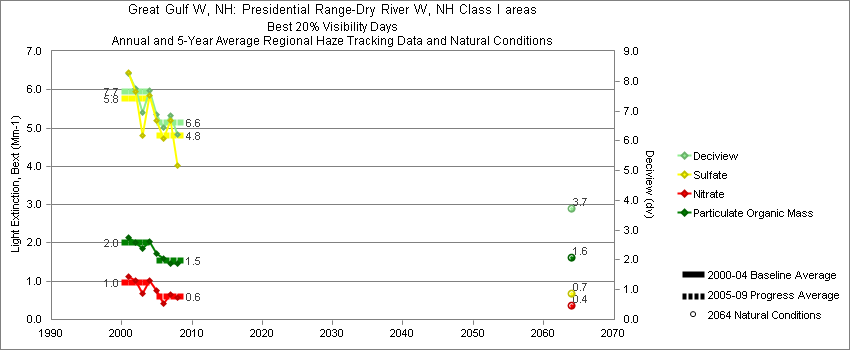 Great Gulf W, NH: Presidential Range-Dry River W, NH Class I areas
Best 20% Visibility Days
Annual and 5-Year Average Regional Haze Tracking Data and Natural Conditions
Light Extinction, Bext (Mm-1)
7.0
6.0
5.0
4.0
3.0
2.0
1.0
0.0
7.7
5.8
6.6
4.8
2.0
1.5
1.0
0.6
3.7
1.6
0.7
0.4
9.0
8.0
7.0
6.0
5.0
4.0
3.0
2.0
1.0
0.0
Deciview (dv)
1990 2000 2010 2020 2030 2040 2050 2060 2070
Deciview
Sulfate
Nitrate
Particulate Organic Mass
2000-04 Baseline Average
2005-09 Progress Average
2064 Natural Conditions